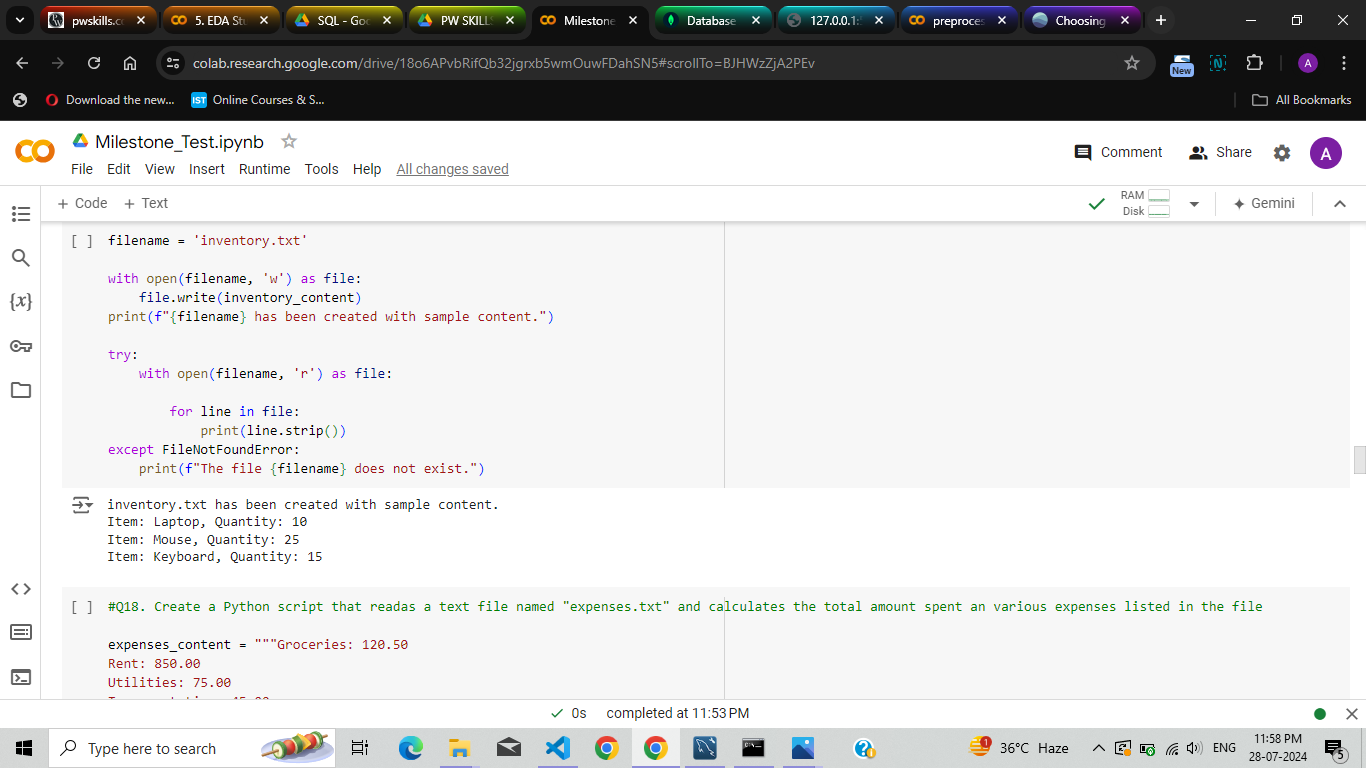 pwskills.c
5. EDA Stu
SQL - Goo
PW SKILL
Milestone
Database
127.0.0.1:
preproces
Choosing
colab.research.google.com/drive/18o6APvbRifQb32jgrxb5wmOuwFDahSN5#scrollTo=BJHWzZjA2PEv
New
N
A
Download the new...
IST
Online Courses & S...
All Bookmarks
Milestone_Test.ipynb
File Edit View Insert Runtime Tools Help All changes saved
Comment
Share
A
+ Code + Text
RAM
Disk
Gemini
{x}
[ ] filename = 'inventory.txt'
with open(filename, 'w') as file:
file.write(inventory_content)
print(f"{filename} has been created with sample content.")
try:
with open(filename, 'r') as file:
for line in file:
print(line.strip())
except FileNotFoundError:
print(f"The file {filename} does not exist.")
inventory.txt has been created with sample content.
Item: Laptop, Quantity: 10
Item: Mouse, Quantity: 25
Item: Keyboard, Quantity: 15
[ ] #Q18. Create a Python script that readas a text file named "expenses.txt" and calculates the total amount spent an various expenses listed in the file
expenses_content = """Groceries: 120.50
Rent: 850.00
Utilities: 75.00
0s completed at 11:53 PM
Type here to search
1
36°C Haze
ENG
11:58 PM
28-07-2024
5